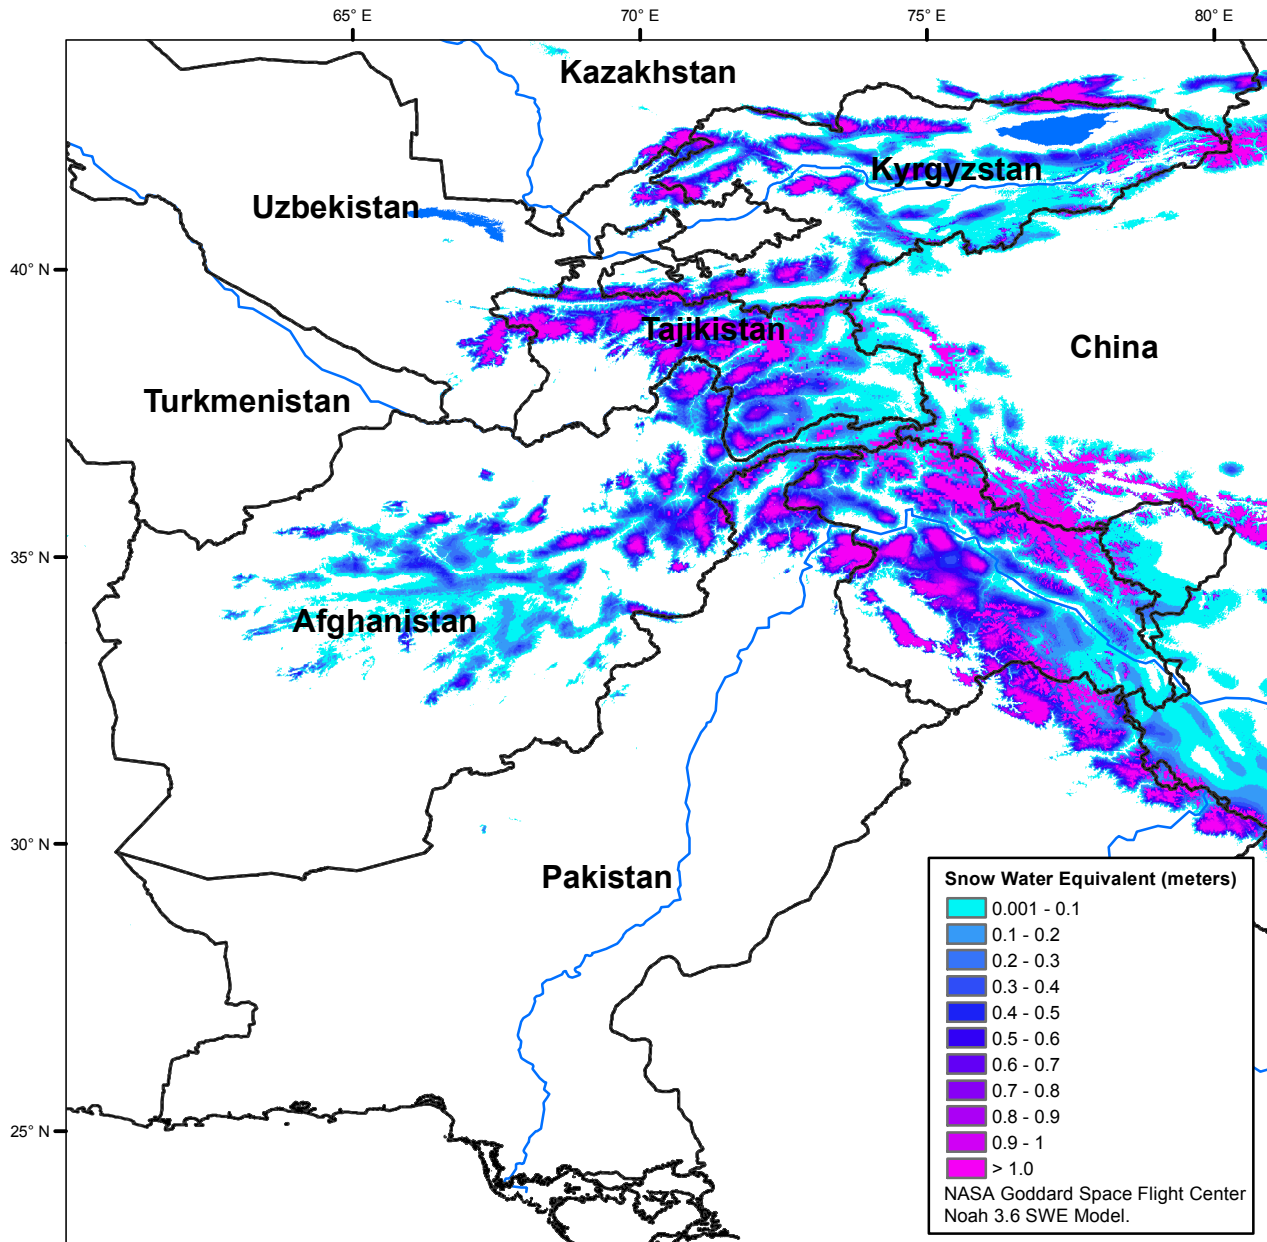 65° E
70° E
75° E
80° E
Kazakhstan
Kyrgyzstan
Uzbekistan
40° N
Tajikistan
China
Turkmenistan
35° N
Afghanistan
30° N
Pakistan
25° N
Snow Water Equivalent (meters)
0.001 - 0.1
0.1 - 0.2
0.2 - 0.3
0.3 - 0.4
0.4 - 0.5
0.5 - 0.6
0.6 - 0.7
0.7 - 0.8
0.8 - 0.9
0.9 - 1
> 1.0
NASA Goddard Space Flight Center
Noah 3.6 SWE Model.